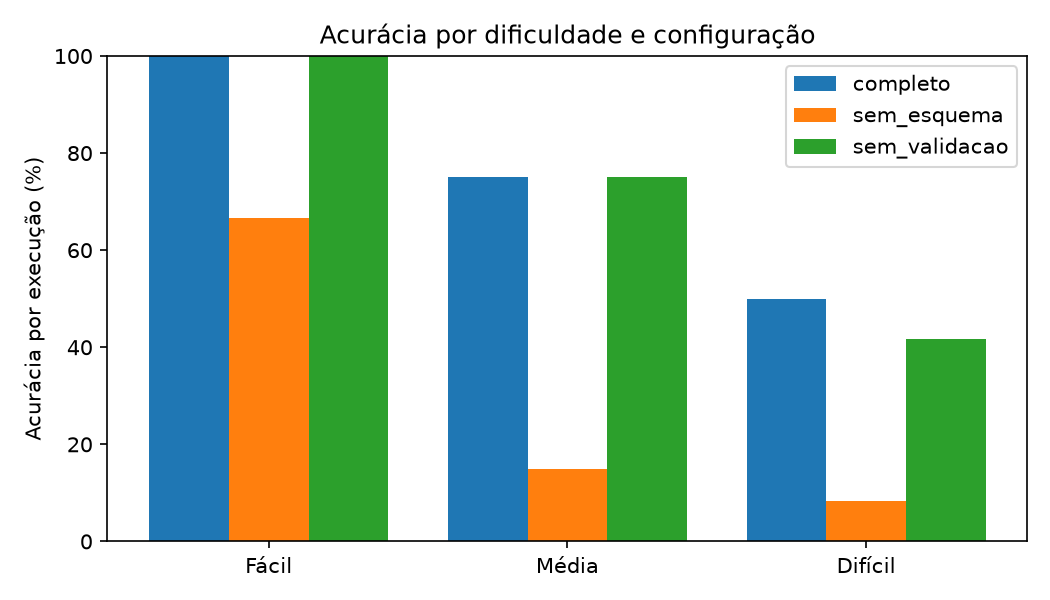 Acurácia por dificuldade e configuração
Acurácia por execução (%)
100
80
60
40
20
0
completo
sem_esquema
sem_validacao
Fácil
Média
Difícil